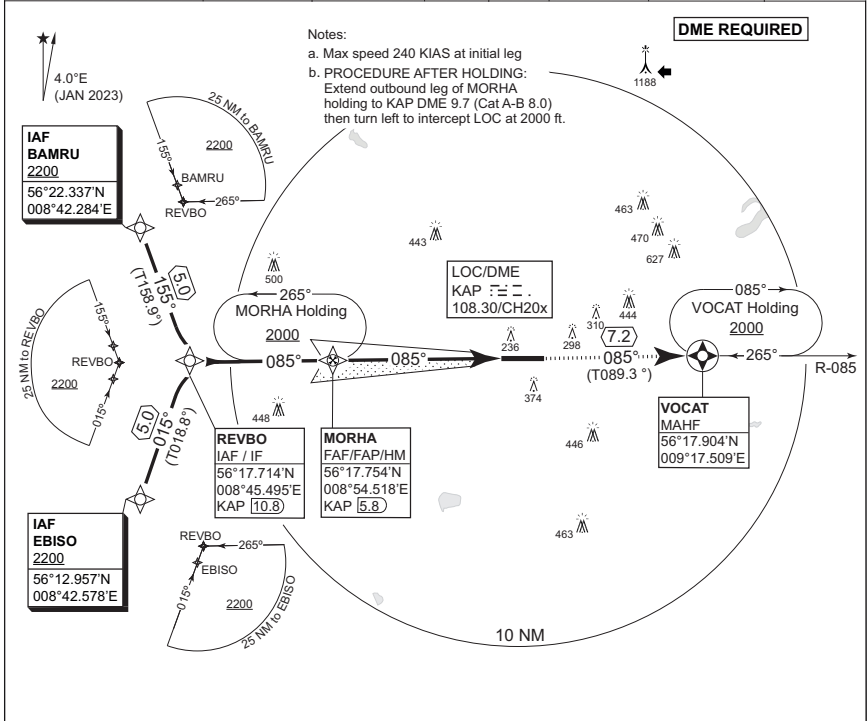 DME REQUIRED
Notes:
a. Max speed 240 KIAS at initial leg
b. PROCEDURE AFTER HOLDING:
Extend outbound leg of MORHA
holding to KAP DME 9.7 (Cat A-B 8.0)
then turn left to intercept LOC at 2000 ft.
4.0°E
(JAN 2023)
1188
25 NM to BAMRU
2200
155°
BAMRU
REVBO
265°
IAF
BAMRU
2200
56°22.337'N
008°42.284'E
5.0
155°
(T158.9°)
463
470
627
443
500
LOC/DME
KAP
108.30/CH20x
265°
MORHA Holding
2000
085°
VOCAT Holding
2000
444
310
298
236
7.2
25 NM to REVBO
155°
REVBO
2200
015°
085°
085°
085°
(T089.3 °)
265°
R-085
374
5.0
015°
(T018.8°)
448
446
463
REVBO
IAF / IF
56°17.714'N
008°45.495'E
KAP 10.8
MORHA
FAF/FAP/HM
56°17.754'N
008°54.518'E
KAP 5.8
VOCAT
MAHF
56°17.904'N
009°17.509'E
IAF
EBISO
2200
56°12.957'N
008°42.578'E
REVBO
265°
EBISO
015°
2200
25 NM to EBISO
10 NM